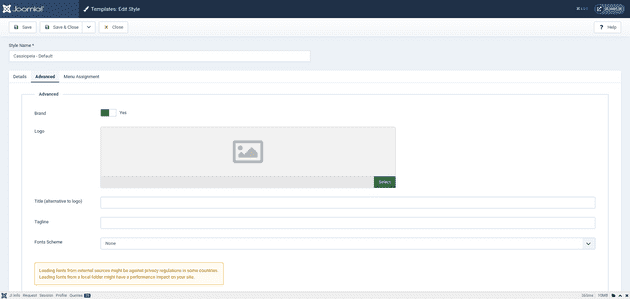 Joomla!
Templates: Edit Style
Save
Save & Close
Close
Help
Style Name *
Cassiopeia - Default
Details
Advanced
Menu Assignment
Advanced
Brand
Yes
Logo
Select
Title (alternative to logo)
Tagline
Fonts Scheme
None
Loading fonts from external sources might be against privacy regulations in some countries.
Loading fonts from a local folder might have a performance impact on your site.
J! Info Request Session Profile Queries